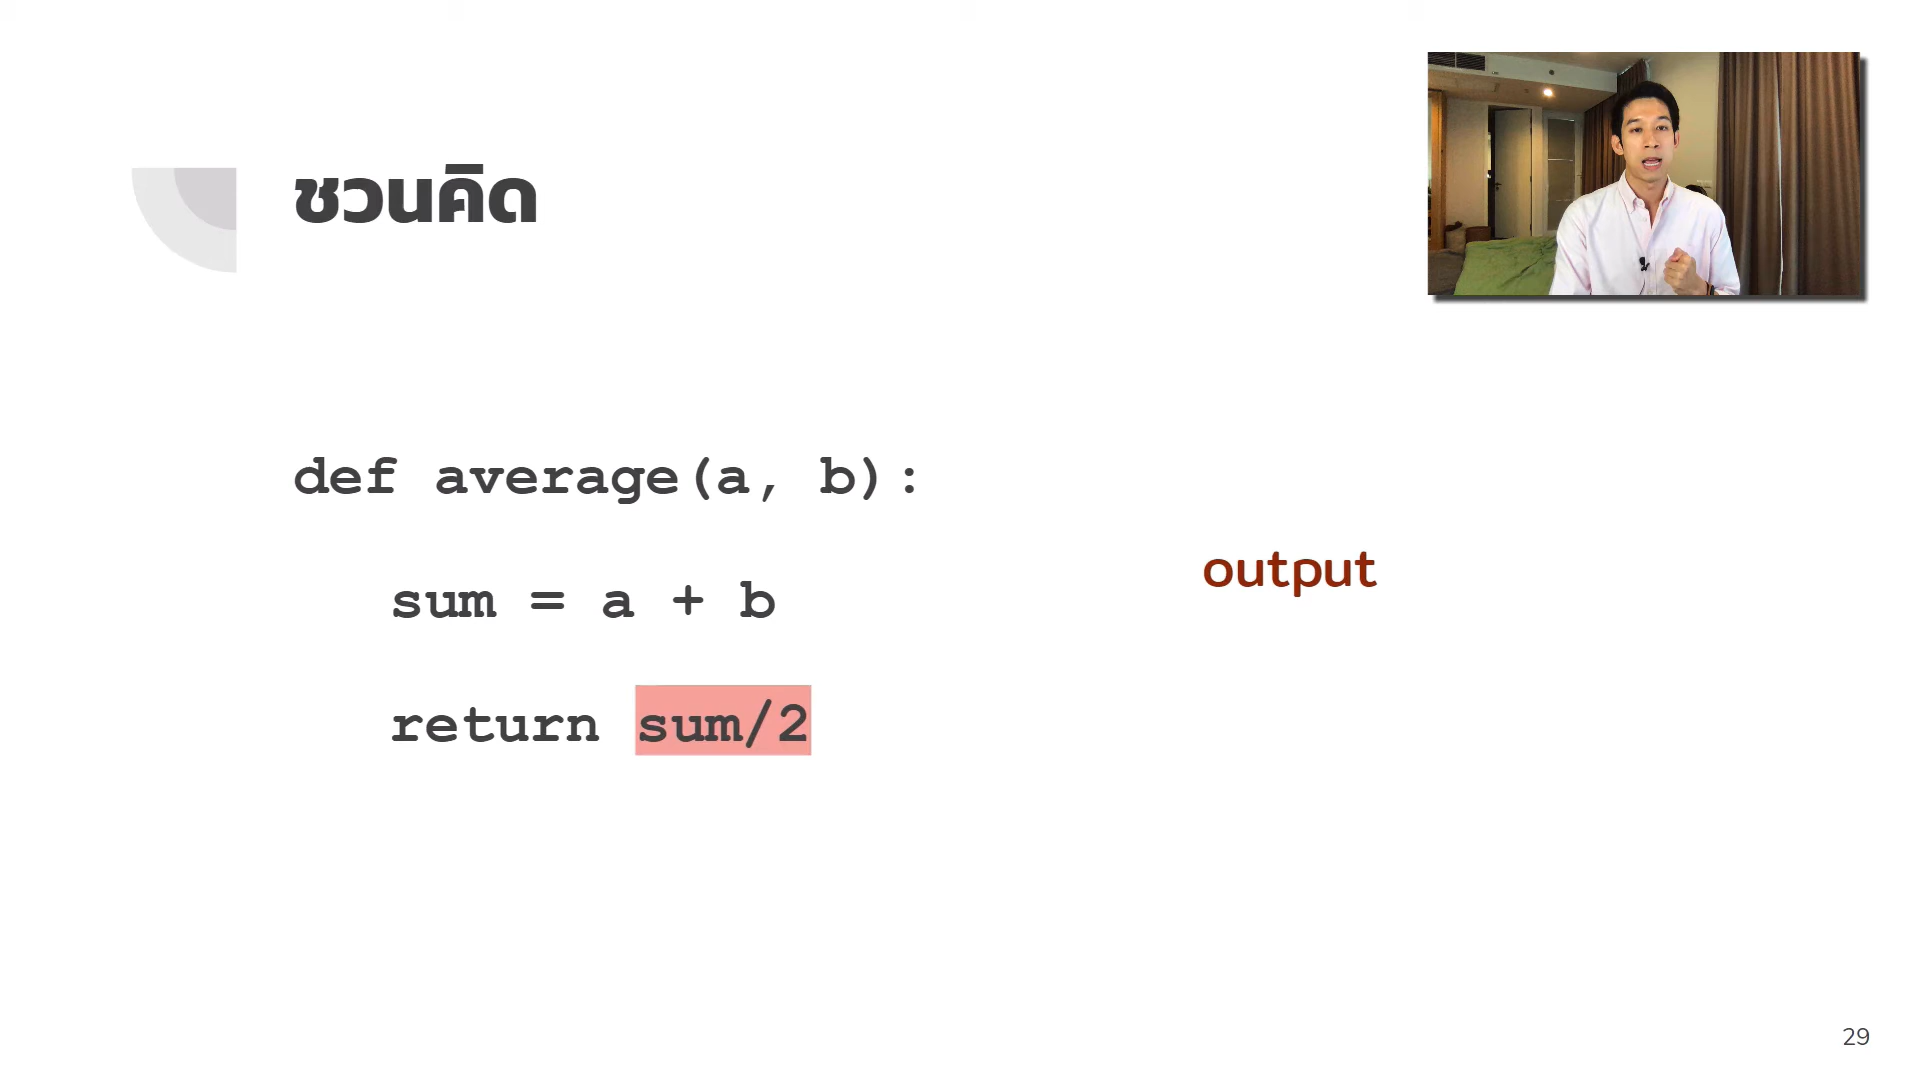 ชวนคิด
def average(a, b):
output
sum = a + b
return sum/2
29